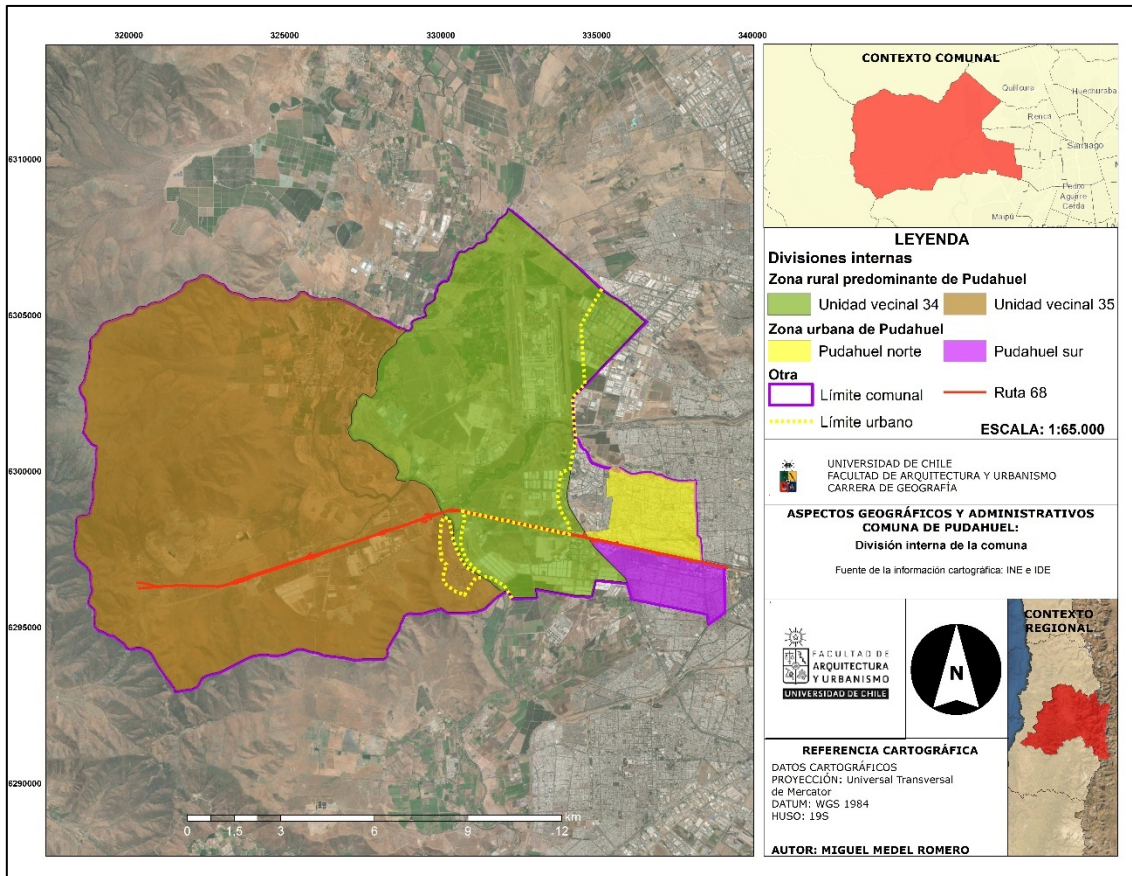 320000
325000
330000
335000
340000
6310000
6305000
6300000
6295000
6290000
km
0 1,5 3 6 9 12
CONTEXTO COMUNAL
Quilicura
Huechuraba
Renca
Santiago
Pedro
Aguirre
Cerda
Maipú
LEYENDA
Divisiones internas
Zona rural predominante de Pudahuel
Unidad vecinal 34
Unidad vecinal 35
Zona urbana de Pudahuel
Pudahuel norte
Pudahuel sur
Otra
Límite comunal
Ruta 68
Límite urbano
ESCALA: 1:65.000
UNIVERSIDAD DE CHILE
FACULTAD DE ARQUITECTURA Y URBANISMO
CARRERA DE GEOGRAFÍA
ASPECTOS GEOGRÁFICOS Y ADMINISTRATIVOS
COMUNA DE PUDAHUEL:
División interna de la comuna
Fuente de la información cartográfica: INE e IDE
FACULTAD DE
ARQUITECTURA
Y URBANISMO
UNIVERSIDAD DE CHILE
N
CONTEXTO
REGIONAL
REFERENCIA CARTOGRÁFICA
DATOS CARTOGRÁFICOS
PROYECCIÓN: Universal Transversal
de Mercator
DATUM: WGS 1984
HUSO: 19S
AUTOR: MIGUEL MEDEL ROMERO